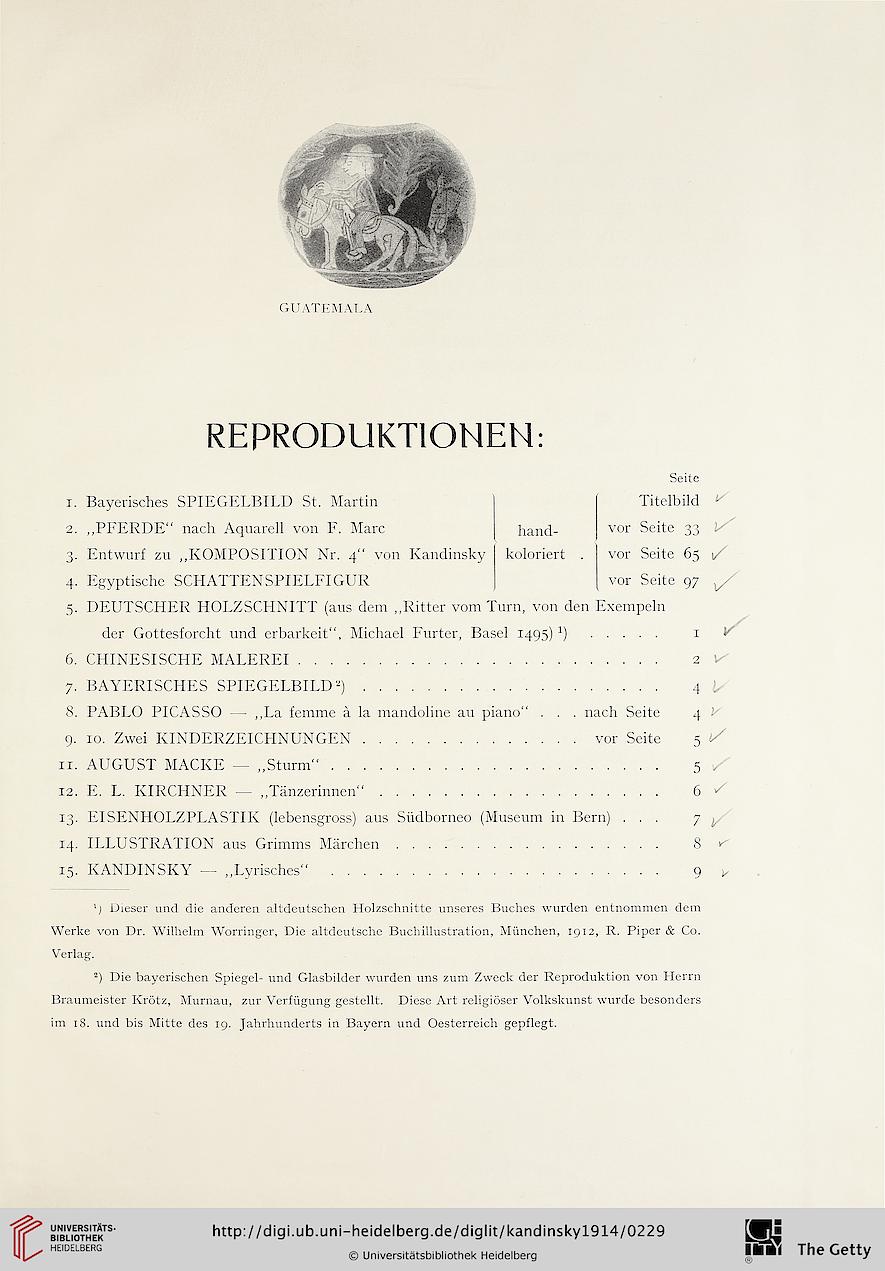 GUATEMALA
REPRODUKTIONEN:
Seite
1. Bayerisches SPIEGELBILD St. Martin Titelbild
2. „PFERDE“ nach Aquarell von F. Marc hand- vor Seite 33
3. Entwurf zu „KOMPOSITION Nr. 4“ von Kandinsky koloriert . vor Seite 65
4. Egyptische SCHATTENSPIELFIGUR vor Seite 97
5. DEUTSCHER HOLZSCHNITT (aus dem „Ritter vom Turn, von den Exempeln
der Gottesforcht und erbarkeit“, Michael Furter, Basel 1495) ¹) . . . . . 1
6. CHINESISCHE MALEREI . . . . . . . . . . . . . . . . . . . . . . . 2
7. BAYERISCHES SPIEGELBILD ²) . . . . . . . . . . . . . . . . . . . 4
8. PABLO PICASSO — „La femme à la mandoline au piano“ . . . nach Seite 4
9. 10. Zwei KINDERZEICHNUNGEN . . . . . . . . . . . . . . vor Seite 5
11. AUGUST MACKE — „Sturm“ . . . . . . . . . . . . . . . . . . . . . 5
12. E. L. KIRCHNER — „Tänzerinnen“ . . . . . . . . . . . . . . . . . . 6
13. EISENHOLZPLASTIK (lebensgross) aus Südborneo (Museum in Bern) . . . 7
14. ILLUSTRATION aus Grimms Märchen . . . . . . . . . . . . . . . . . 8
15. KANDINSKY — „Lyrisches“ . . . . . . . . . . . . . . . . . . . . . 9
¹) Dieser und die anderen altdeutschen Holzschnitte unseres Buches wurden entnommen dem
Werke von Dr. Wilhelm Worringer, Die altdeutsche Buchillustration, München, 1912, R. Piper & Co.
Verlag.
²) Die bayerischen Spiegel- und Glasbilder wurden uns zum Zweck der Reproduktion von Herrn
Braumeister Krötz, Murnau, zur Verfügung gestellt. Diese Art religiöser Volkskunst wurde besonders
im 18. und bis Mitte des 19. Jahrhunderts in Bayern und Oesterreich gepflegt.
UNIVERSITÄTS-
BIBLIOTHEK
HEIDELBERG
http://digi.ub.uni-heidelberg.de/diglit/kandinsky1914/0229
© Universitätsbibliothek Heidelberg
The Getty